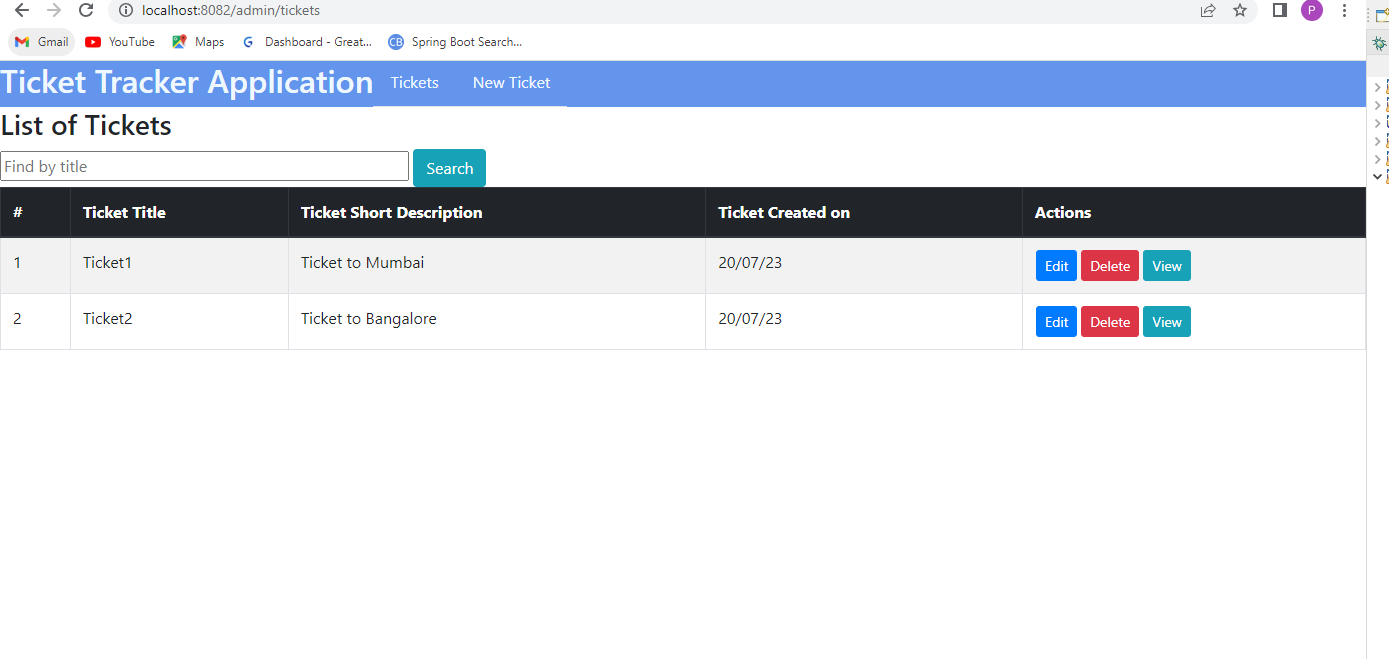 localhost:8082/admin/tickets
P
Gmail YouTube Maps G Dashboard - Great... CB Spring Boot Search...
Ticket Tracker Application Tickets New Ticket
List of Tickets
Find by title Search
# Ticket Title Ticket Short Description Ticket Created on Actions
1 Ticket1 Ticket to Mumbai 20/07/23 Edit Delete View
2 Ticket2 Ticket to Bangalore 20/07/23 Edit Delete View